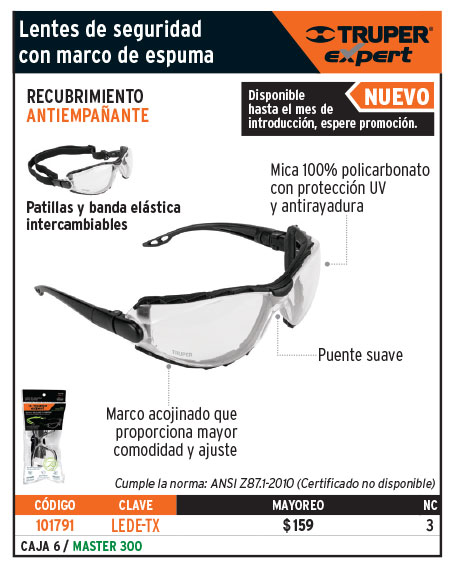 Lentes de seguridad
con marco de espuma
TRUPER®
expert
RECUBRIMIENTO
ANTIEMPAÑANTE
Disponible
hasta el mes de
introducción, espere promoción.
NUEVO
Mica 100% policarbonato
con protección UV
y antirayadura
Patillas y banda elástica
intercambiables
TRUPER
Puente suave
Marco acojinado que
proporciona mayor
comodidad y ajuste
Cumple la norma: ANSI Z87.1-2010 (Certificado no disponible)
CÓDIGO CLAVE MAYOREO NC
101791 LEDE-TX $159 3
CAJA 6 / MASTER 300